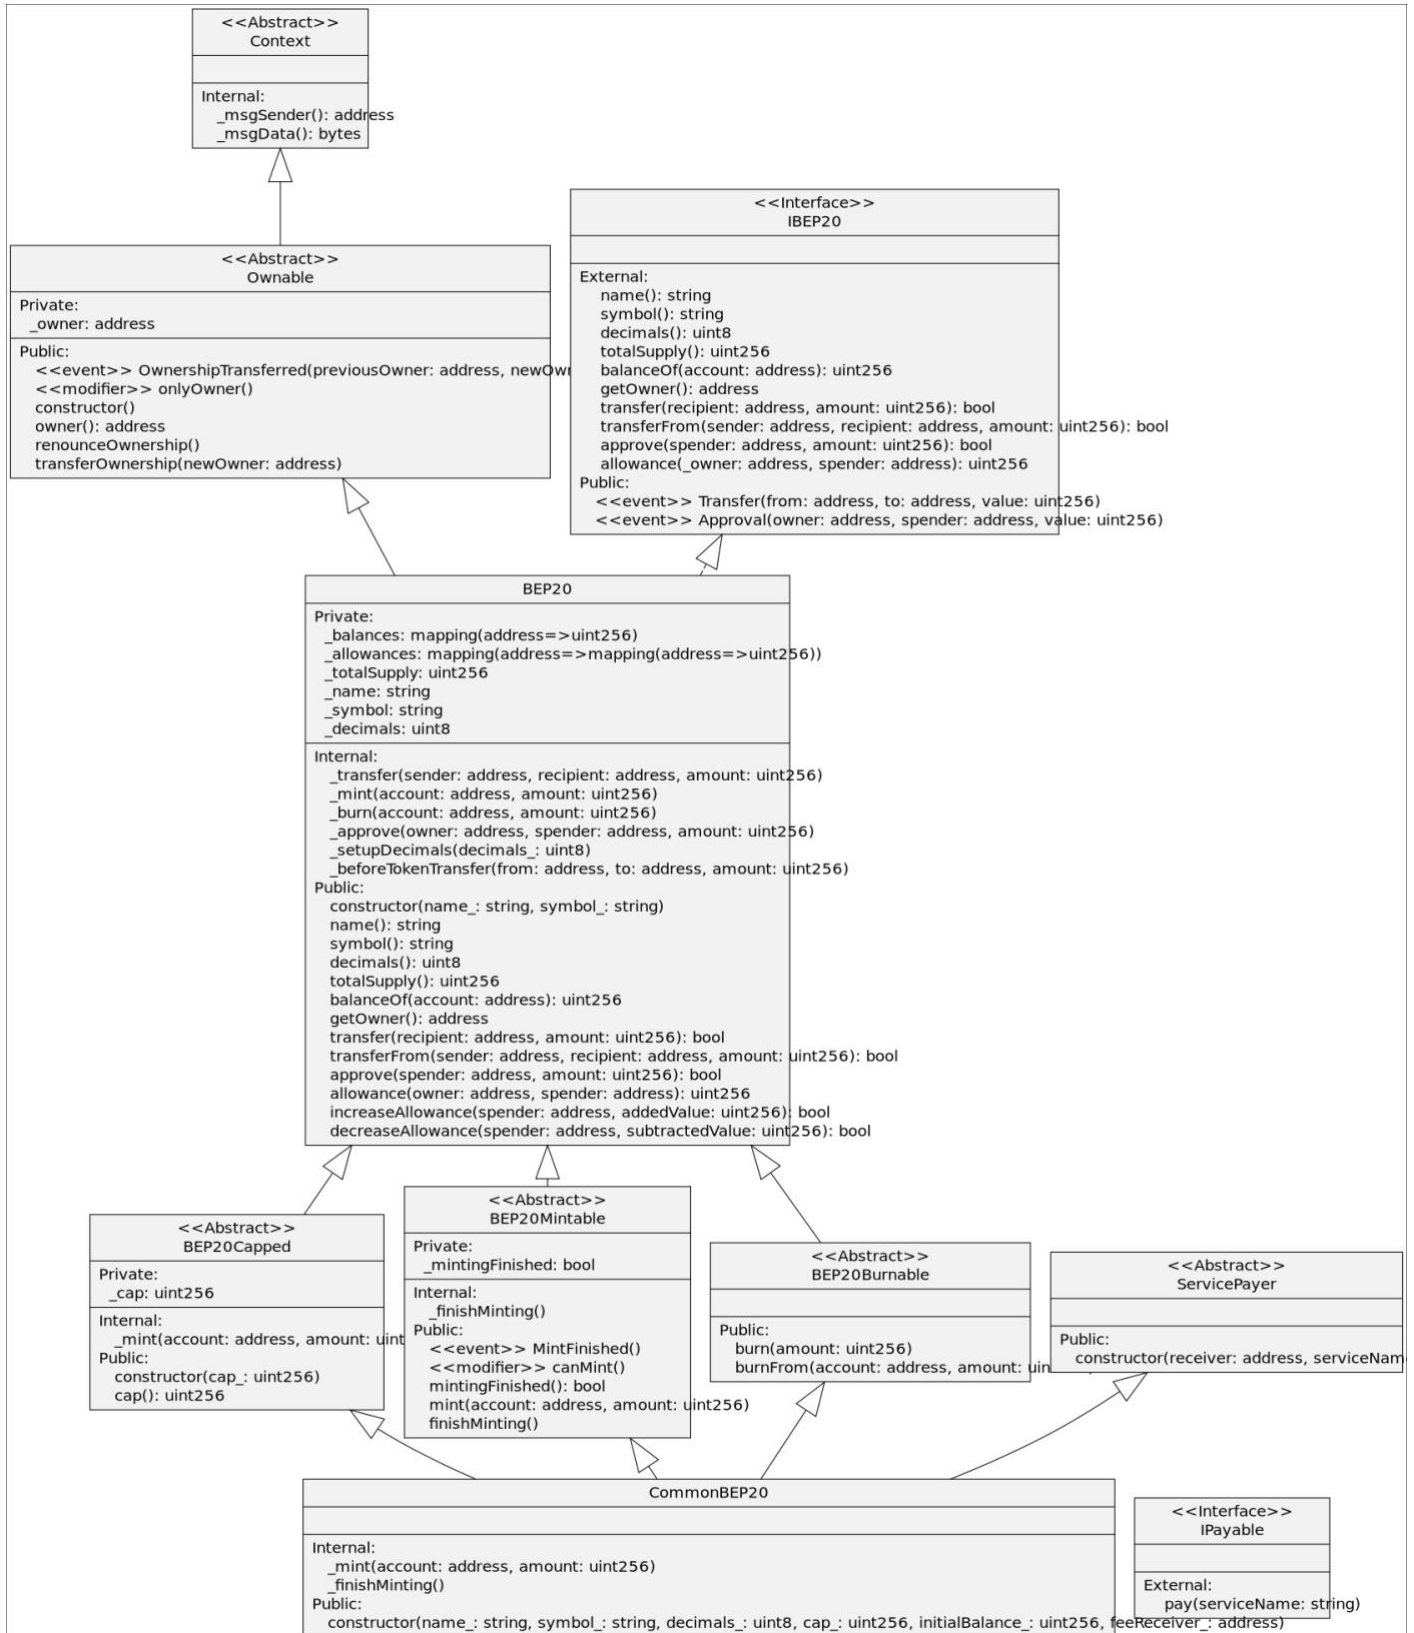 <<Abstract>>
Context
Internal:
_msgSender(): address
_msgData(): bytes
<<Abstract>>
Ownable
Private:
_owner: address
Public:
<<event>> OwnershipTransferred(previousOwner: address,
<<modifier>> onlyOwner()
constructor()
owner(): address
renounceOwnership()
transferOwnership(newOwner: address)
<<Interface>>
IBEP20
External:
name(): string
symbol(): string
decimals(): uint8
totalSupply(): uint256
balanceOf(account: address): uint256
getOwner(): address
transfer(recipient: address, amount: uint256): bool
transferFrom(sender: address, recipient: address, amount: uint256): bool
approve(spender: address, amount: uint256): bool
allowance(_owner: address, spender: address): uint256
Public:
<<event>> Transfer(from: address, to: address, value: uint256)
<<event>> Approval(owner: address, spender: address, value: uint256)
BEP20
Private:
_balances: mapping(address=>uint256)
_allowances: mapping(address=>mapping(address=>uint256))
_totalSupply: uint256
_name: string
_symbol: string
_decimals: uint8
Internal:
_transfer(sender: address, recipient: address, amount: uint256)
_mint(account: address, amount: uint256)
_burn(account: address, amount: uint256)
_approve(owner: address, spender: address, amount: uint256)
_setupDecimals(decimals_: uint8)
_beforeTokenTransfer(from: address, to: address, amount: uint256)
Public:
constructor(name_: string, symbol_: string)
name(): string
symbol(): string
decimals(): uint8
totalSupply(): uint256
balanceOf(account: address): uint256
getOwner(): address
transfer(recipient: address, amount: uint256): bool
transferFrom(sender: address, recipient: address, amount: uint256): bool
approve(spender: address, amount: uint256): bool
allowance(owner: address, spender: address): uint256
increaseAllowance(spender: address, addedValue: uint256): bool
decreaseAllowance(spender: address, subtractedValue: uint256): bool
<<Abstract>>
BEP20Capped
Private:
_cap: uint256
Internal:
_mint(account: address, amount:
Public:
constructor(cap_: uint256)
cap(): uint256
<<Abstract>>
BEP20Mintable
Private:
_mintingFinished: bool
Internal:
_finishMinting()
Public:
<<event>> MintFinished()
<<modifier>> canMint()
mintingFinished(): bool
mint(account: address, amount: uint256)
finishMinting()
<<Abstract>>
BEP20Burnable
Public:
burn(amount: uint256)
burnFrom(account: address, amount:
<<Abstract>>
ServicePayer
Public:
constructor(receiver: address,
CommonBEP20
Internal:
_mint(account: address, amount: uint256)
_finishMinting()
Public:
constructor(name_: string, symbol_: string, decimals_: uint8, cap_: uint256, initialBalance_: uint256, feeReceiver_: address)
<<Interface>>
IPayable
External:
pay(serviceName: string)